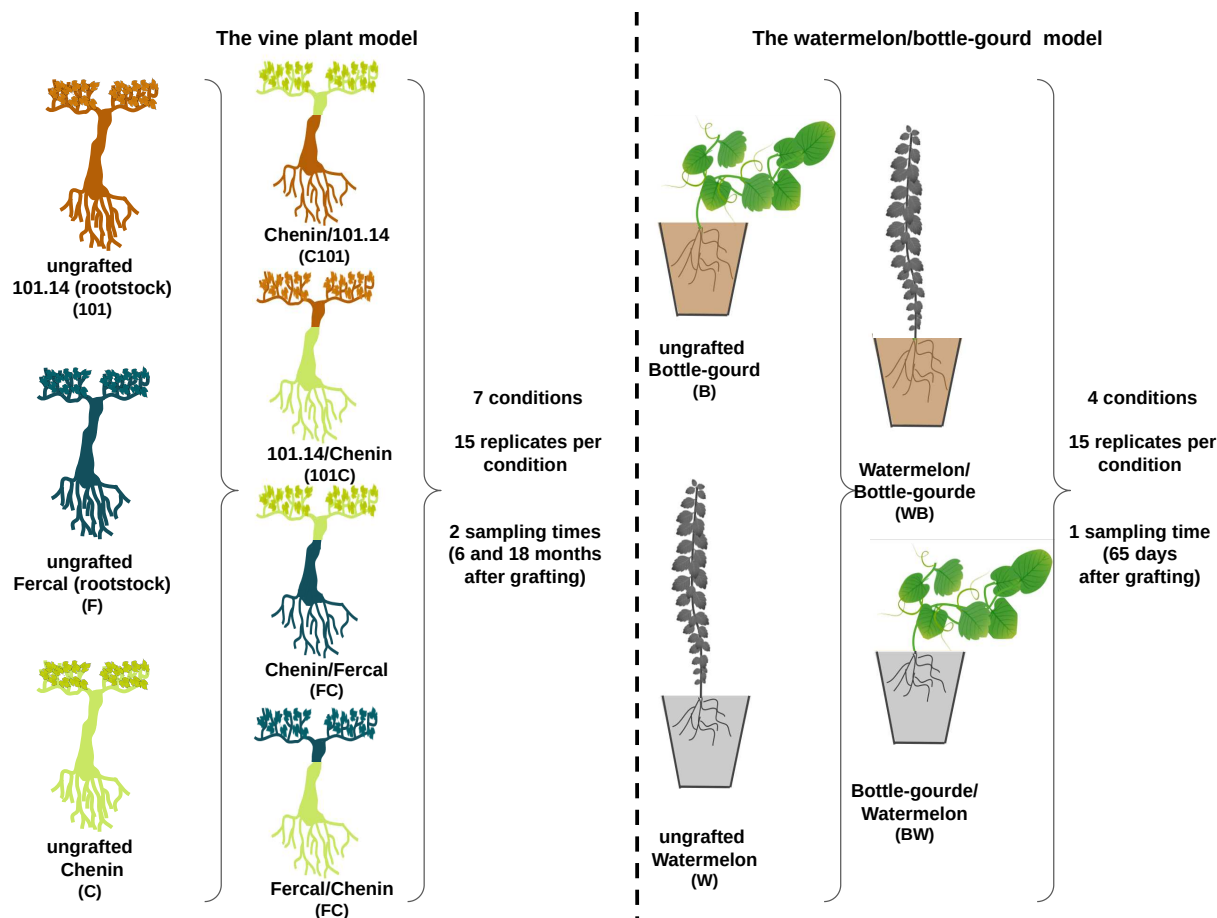 The vine plant model
ungrafted
101.14 (rootstock)
(101)
ungrafted
Fercal (rootstock)
(F)
ungrafted
Chenin
(C)
Chenin/101.14
(C101)
101.14/Chenin
(101C)
Chenin/Fercal
(FC)
Fercal/Chenin
(FC)
7 conditions
15 replicates per
condition
2 sampling times
(6 and 18 months
after grafting)
The watermelon/bottle-gourd model
ungrafted
Bottle-gourd
(B)
ungrafted
Watermelon
(W)
Watermelon/
Bottle-gourde
(WB)
Bottle-gourde/
Watermelon
(BW)
4 conditions
15 replicates per
condition
1 sampling time
(65 days
after grafting)